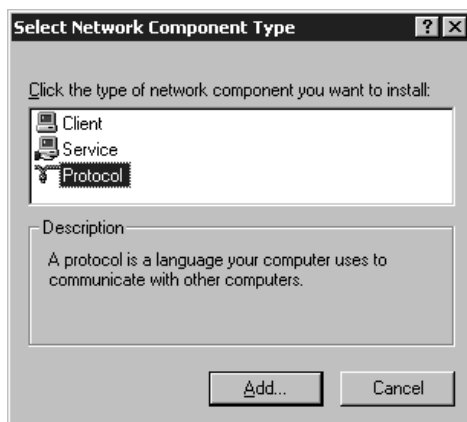 Select Network Component Type
Click the type of network component you want to install:
Client
Service
Protocol
Description
A protocol is a language your computer uses to
communicate with other computers.
Add...
Cancel